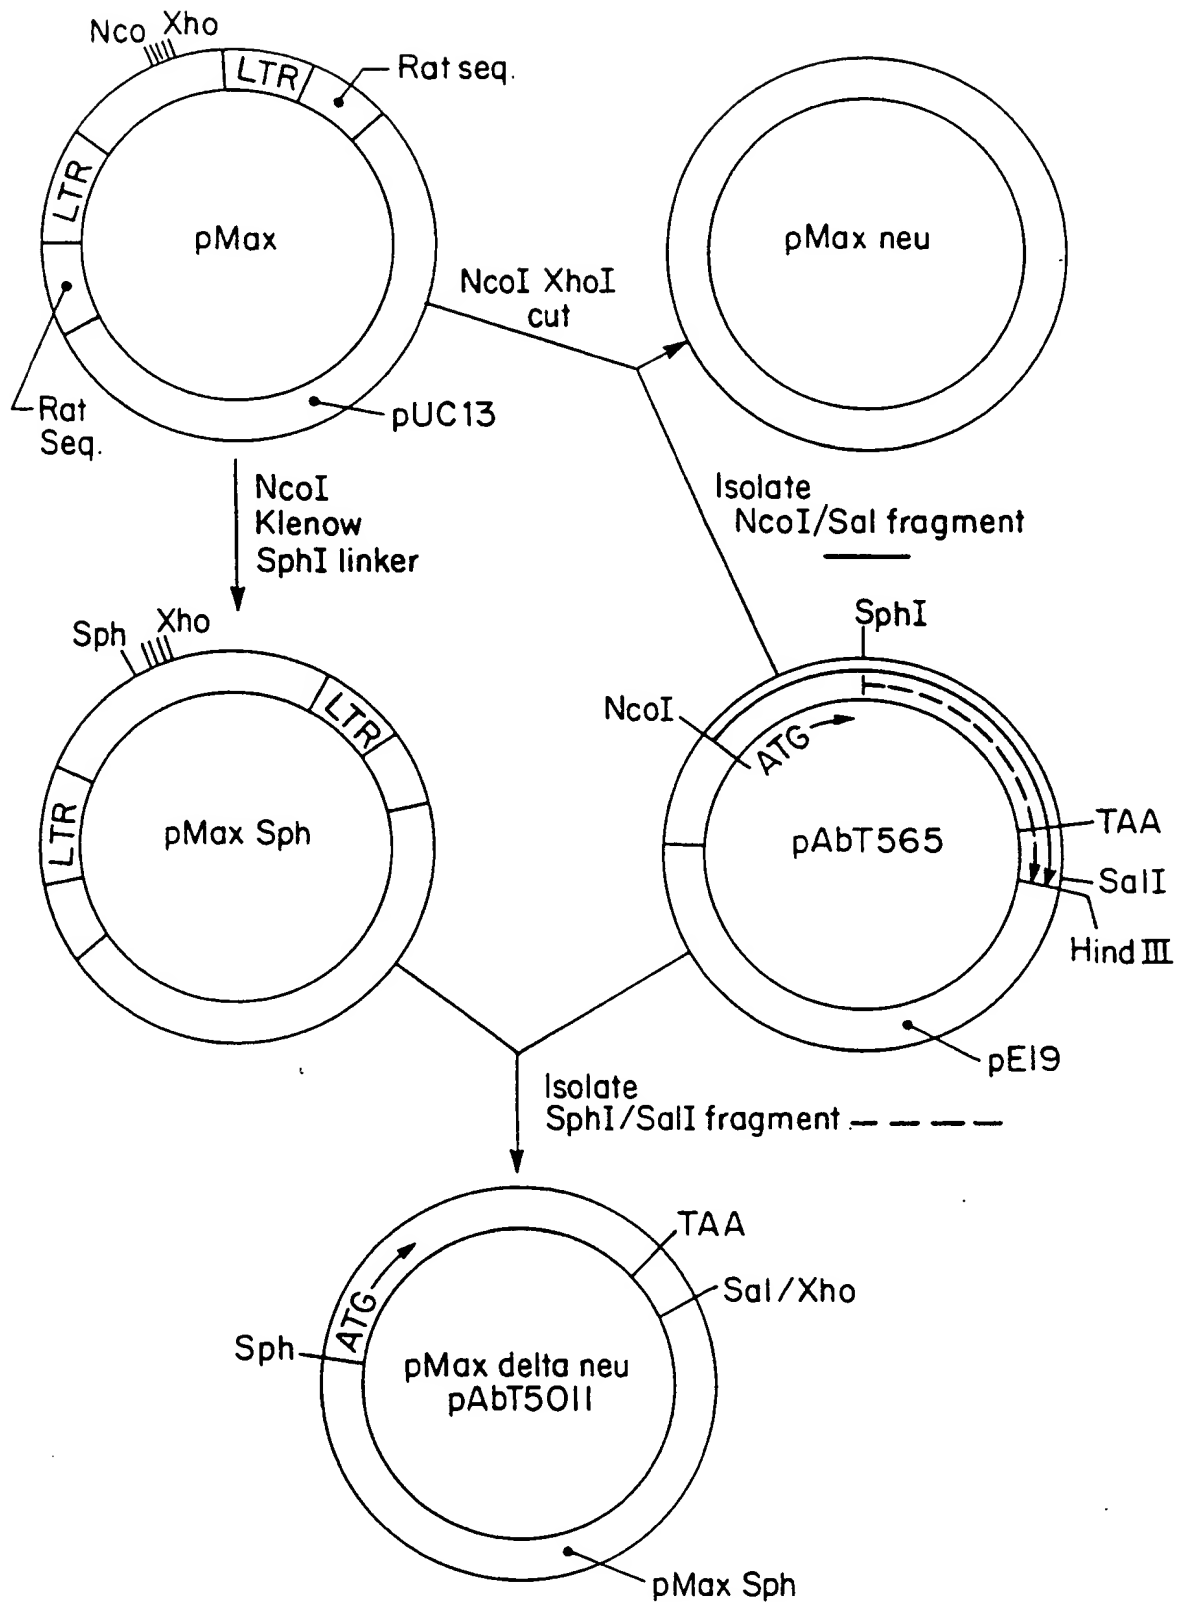 Nco Xho
LTR
Rat seq.
LTR
pMax
pMax neu
NcoI XhoI
cut
Rat
Seq.
pUC13
NcoI
Klenow
SphI linker
Isolate
NcoI/Sal fragment
Sph Xho
LTR
LTR
pMax Sph
SphI
NcoI
ATG
pAbT565
TAA
SalI
Hind III
pE19
Isolate
SphI/SalI fragment
TAA
Sal/Xho
ATG
Sph
pMax delta neu
pAbT5011
pMax Sph